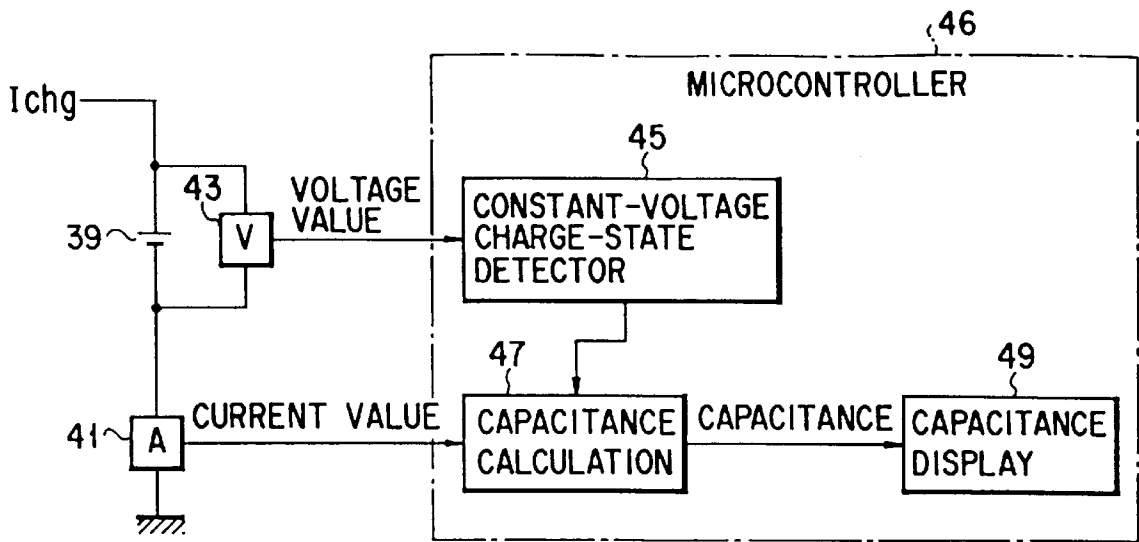 46
MICROCONTROLLER
Ichg
45
43
VOLTAGE
VALUE
CONSTANT-VOLTAGE
CHARGE-STATE
DETECTOR
39
V
47
49
41
A
CURRENT VALUE
CAPACITANCE
CALCULATION
CAPACITANCE
CAPACITANCE
DISPLAY